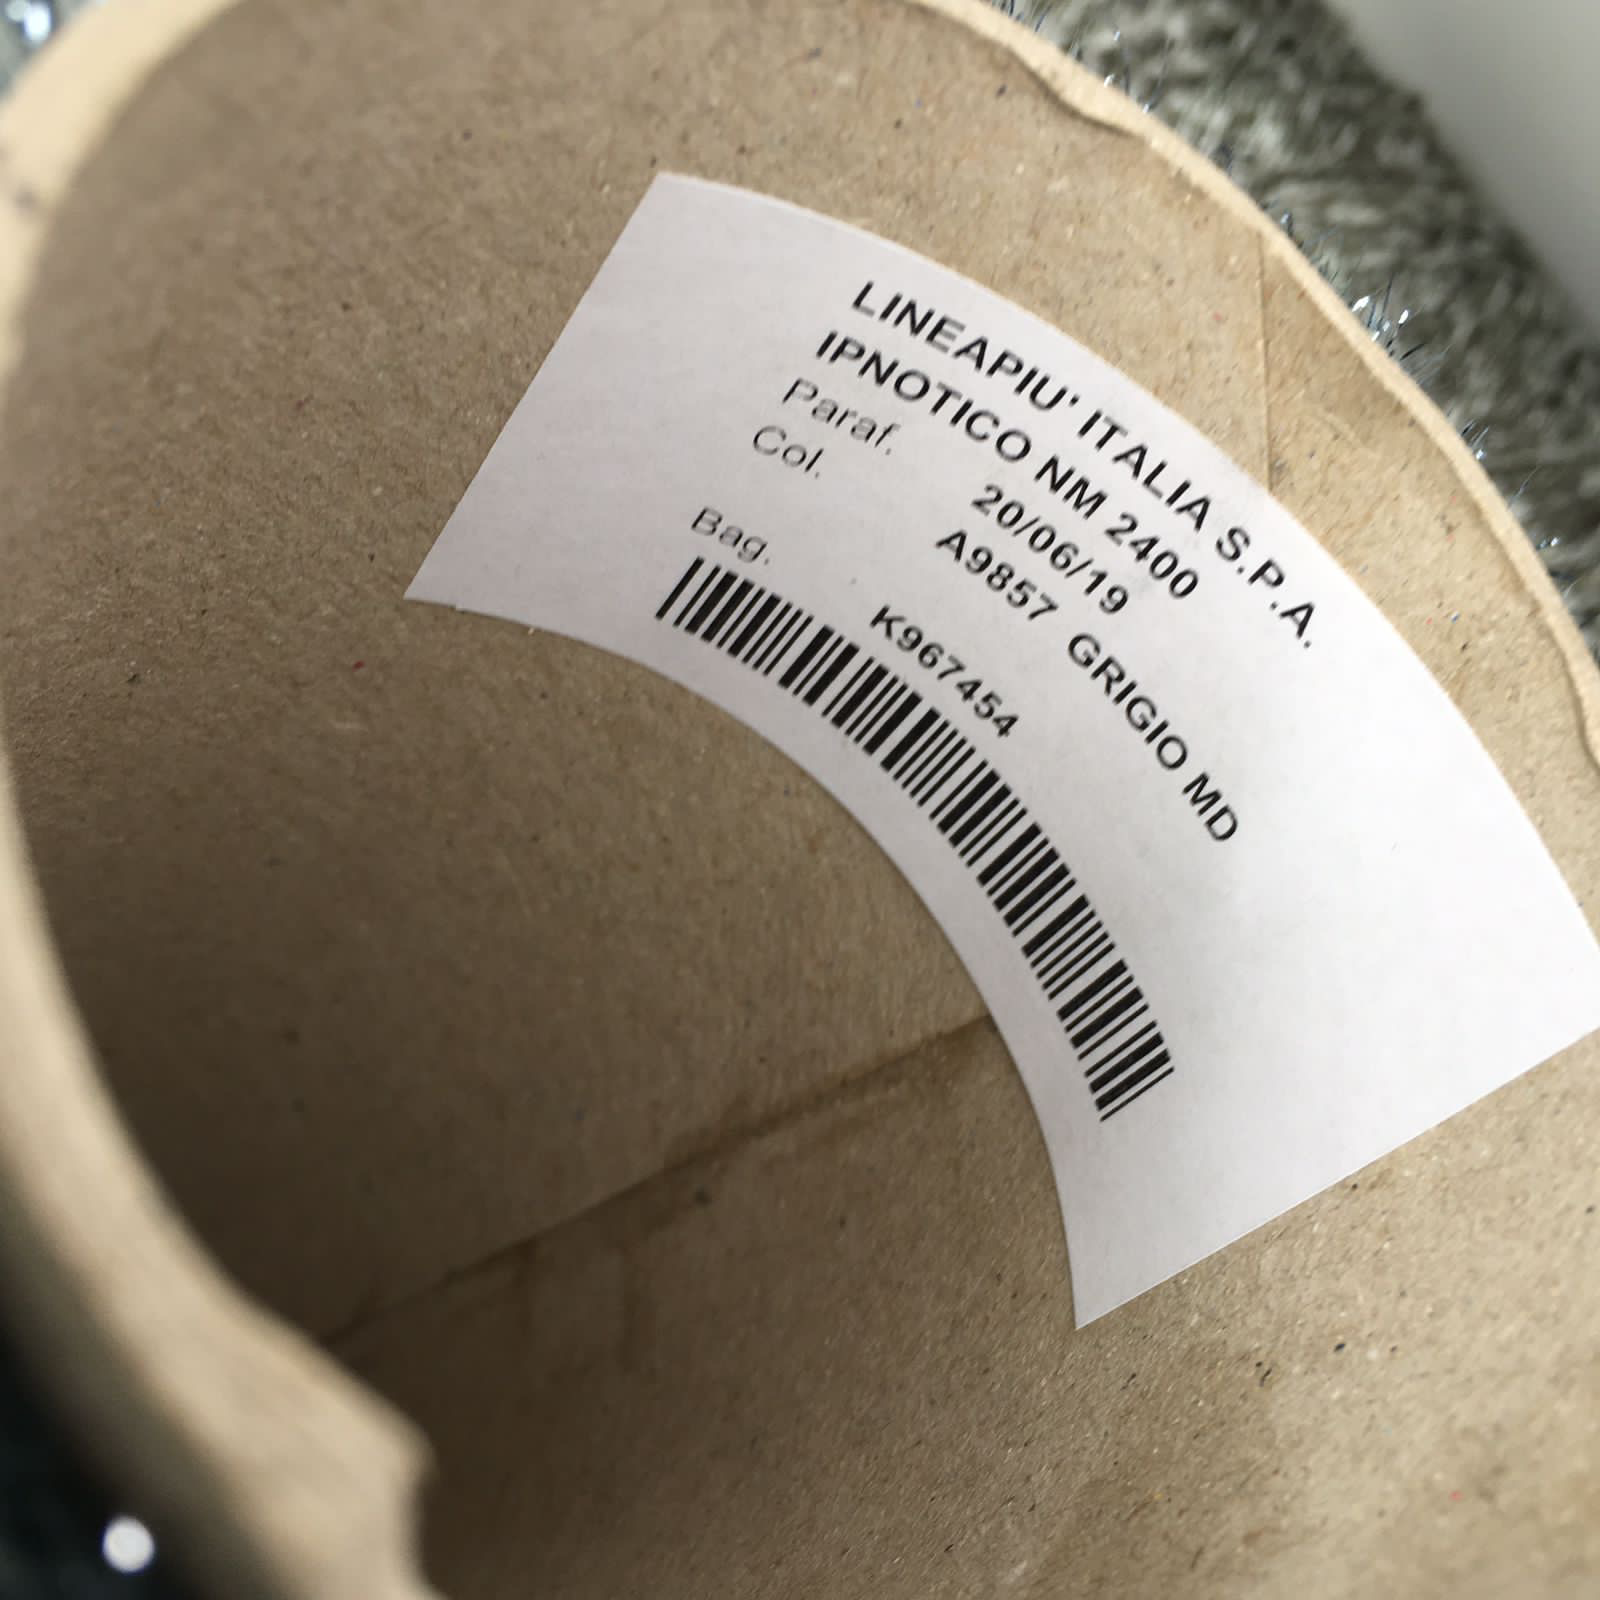 LINEAPIU' ITALIA S.P.A.
IPNOTICO NM 2400
Paraf. 20/06/19
Col. A9857 GRIGIO MD
Bag. K967454